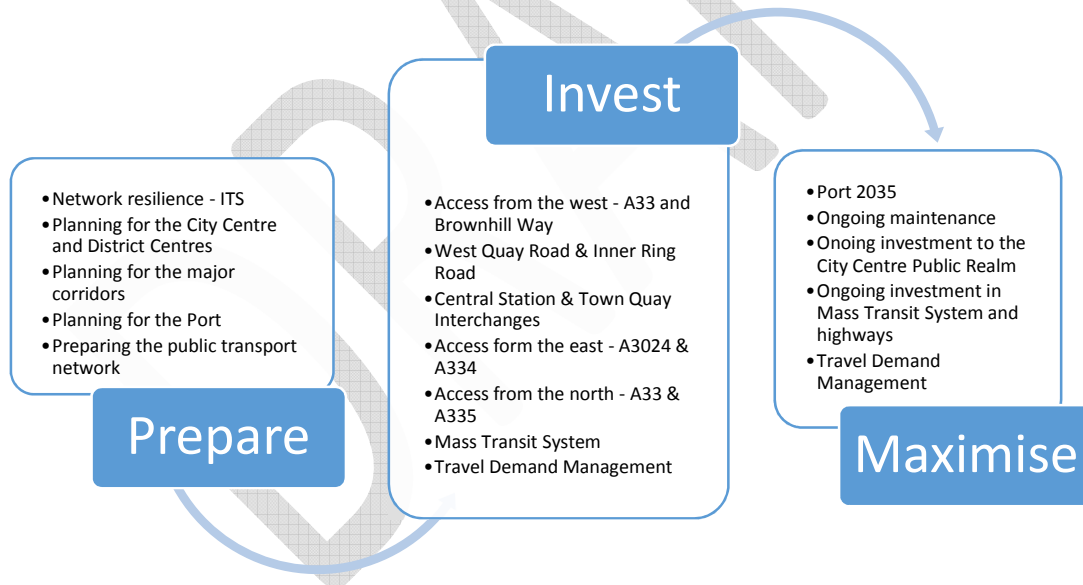 Prepare
•Network resilience - ITS
•Planning for the City Centre
and District Centres
•Planning for the major
corridors
•Planning for the Port
•Preparing the public transport
network
Invest
•Access from the west - A33 and
Brownhill Way
•West Quay Road & Inner Ring
Road
•Central Station & Town Quay
Interchanges
•Access form the east - A3024 &
A334
•Access from the north - A33 &
A335
•Mass Transit System
•Travel Demand Management
Maximise
•Port 2035
•Ongoing maintenance
•Onoing investment to the
City Centre Public Realm
•Ongoing investment in
Mass Transit System and
highways
•Travel Demand
Management